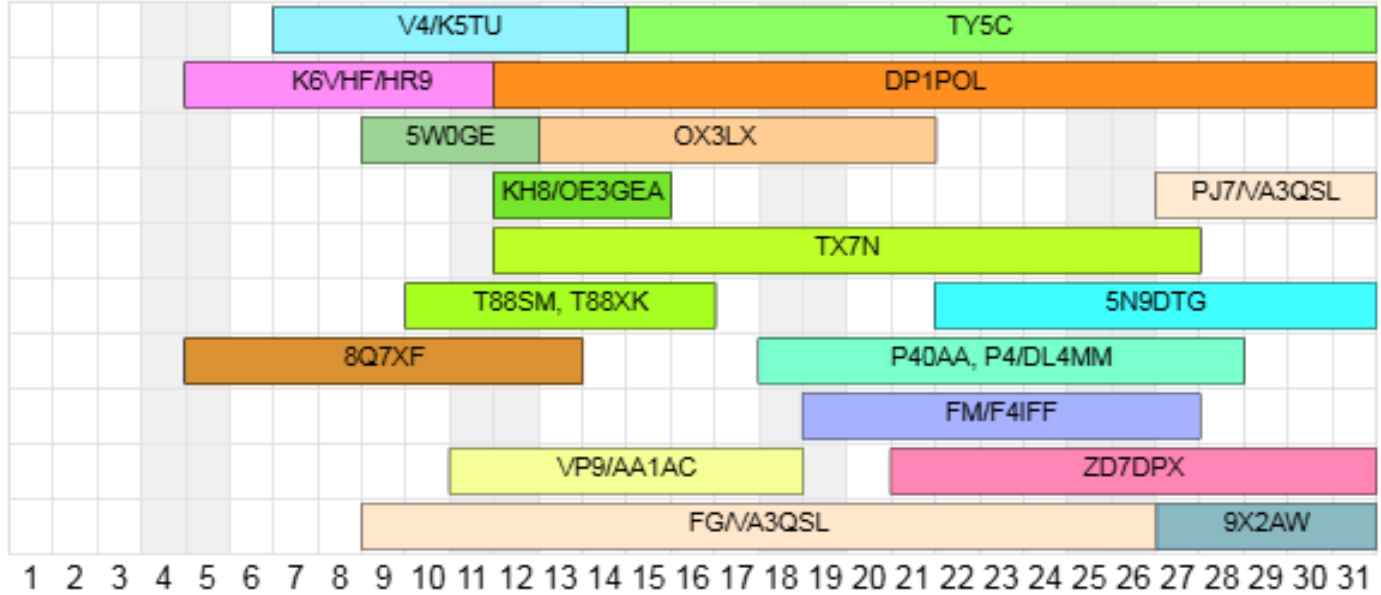 V4/K5TU TY5C
K6VHF/HR9 DP1POL
5W0GE OX3LX
KH8/OE3GEA PJ7/VA3QSL
TX7N
T88SM, T88XK 5N9DTG
8Q7XF P40AA, P4/DL4MM
FM/F4IFF
VP9/AA1AC ZD7DPX
FG/VA3QSL 9X2AW
1 2 3 4 5 6 7 8 9 10 11 12 13 14 15 16 17 18 19 20 21 22 23 24 25 26 27 28 29 30 31